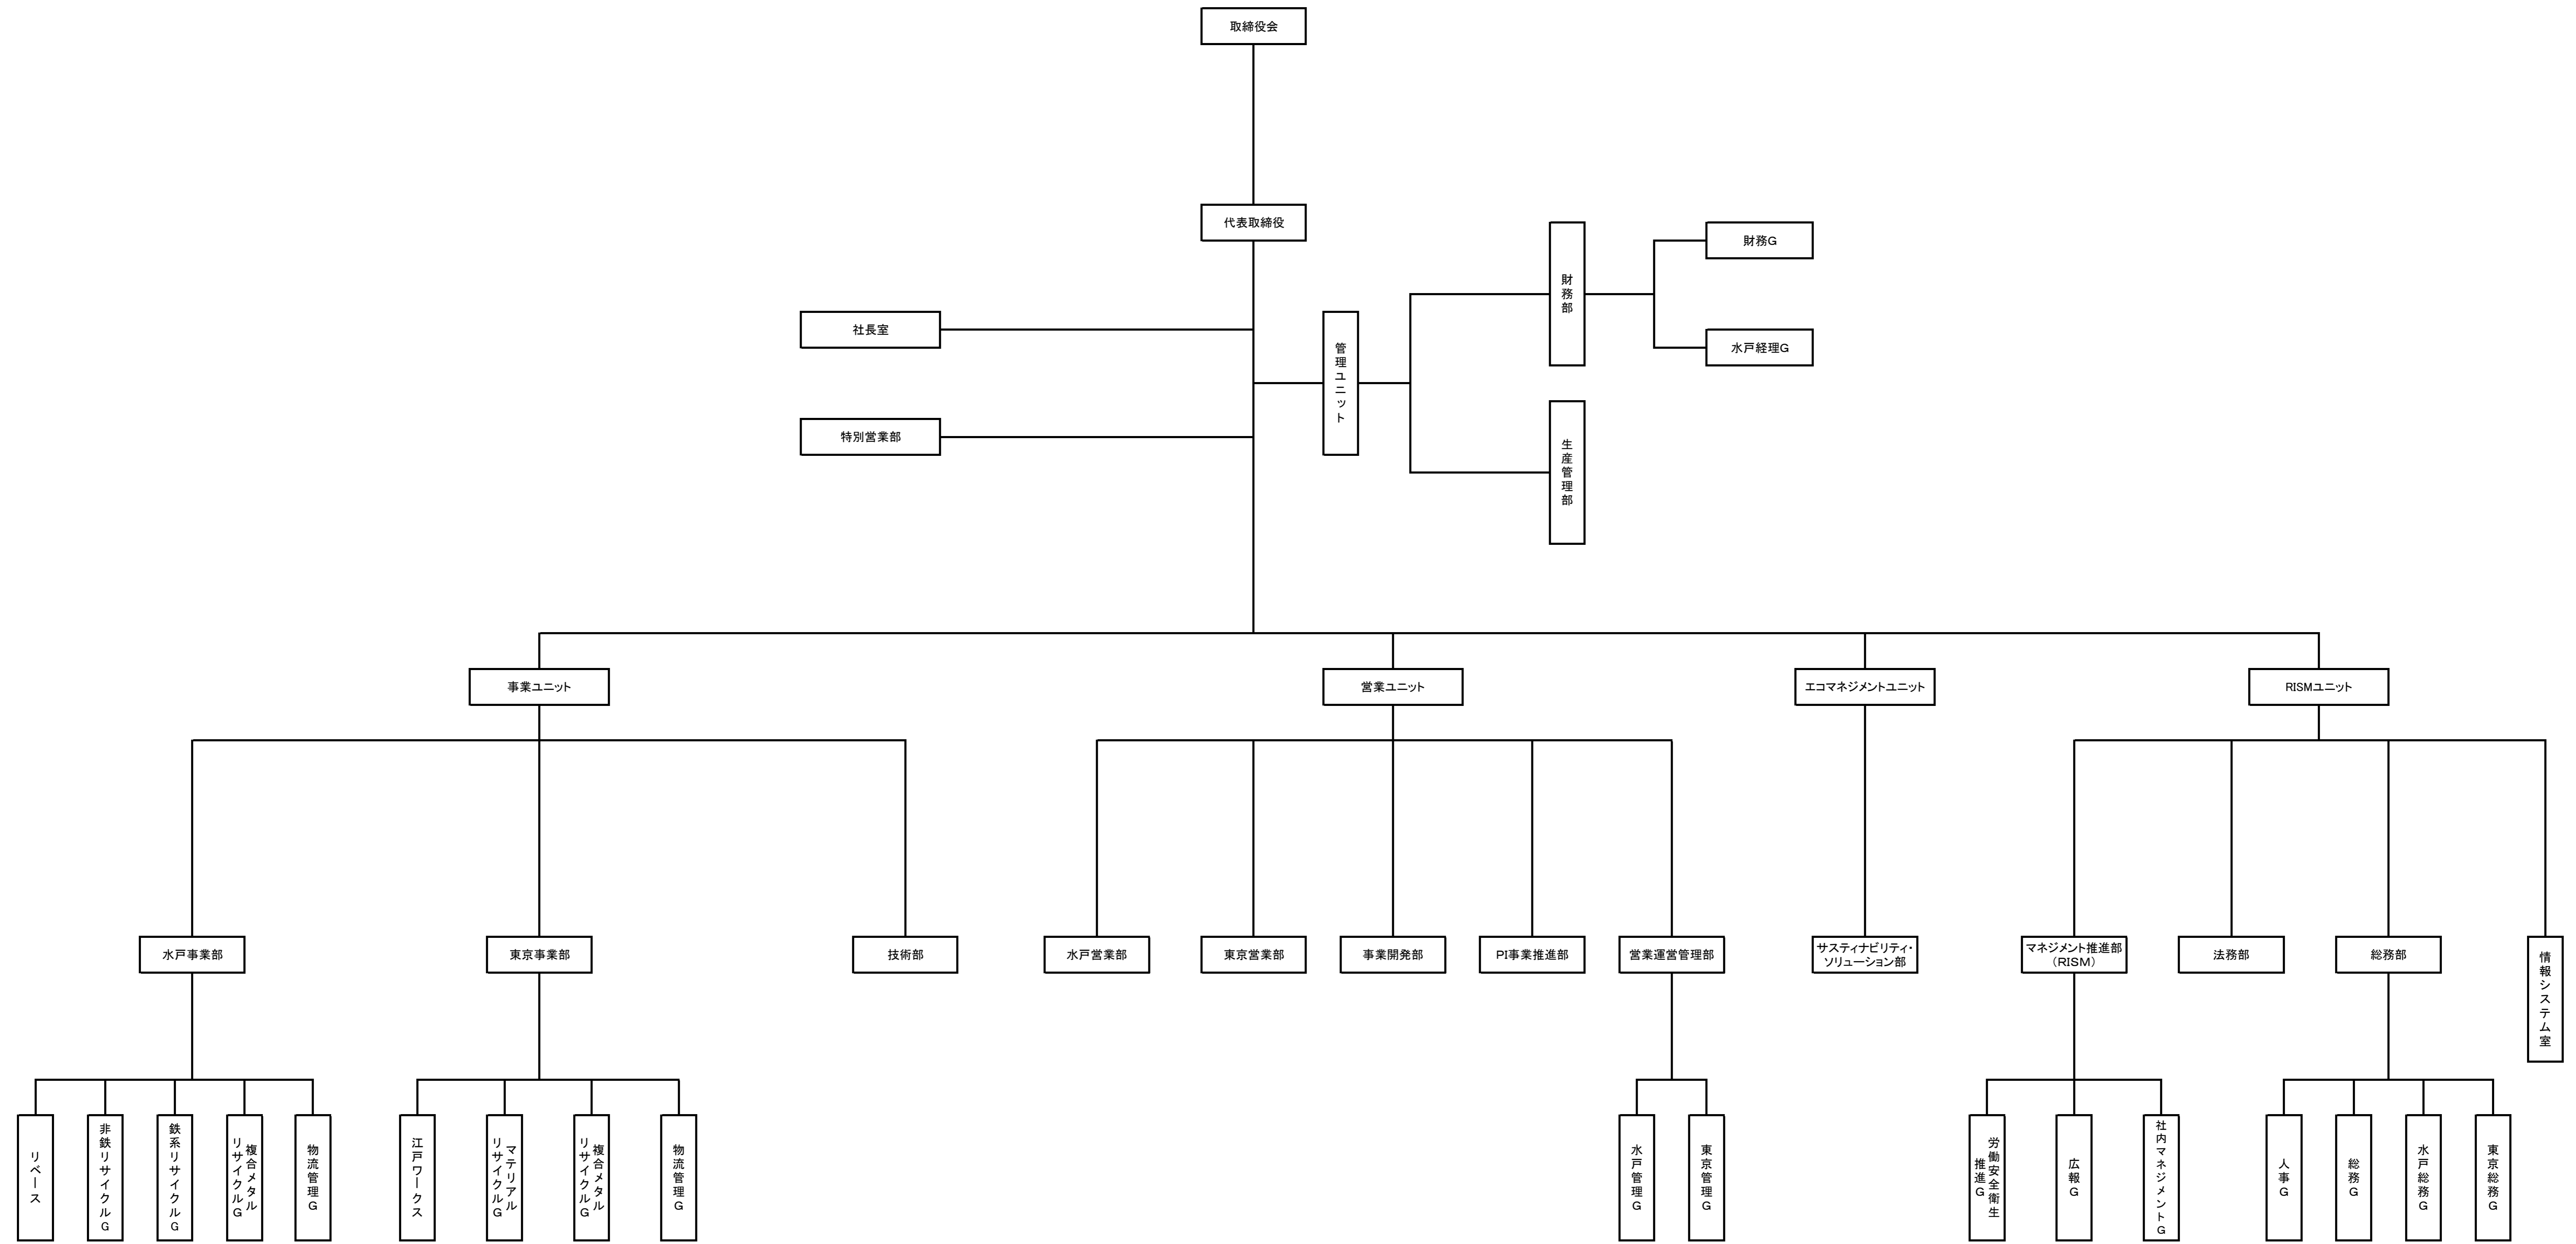 取締役会
代表取締役
社長室
特別営業部
管理ユニット
財務部
財務G
水戸経理G
生産管理部
事業ユニット
営業ユニット
エコマネジメントユニット
RISMユニット
水戸事業部
東京事業部
技術部
水戸営業部
東京営業部
事業開発部
PI事業推進部
営業運営管理部
サスティナビリティ・
ソリューション部
マネジメント推進部
（RISM）
法務部
総務部
情報システム室
リベース
非鉄リサイクルG
鉄系リサイクルG
複合メタル
リサイクルG
物流管理G
江戸ワークス
マテリアル
リサイクルG
複合メタル
リサイクルG
物流管理G
水戸管理G
東京管理G
労働安全衛生
推進G
広報G
社内マネジメントG
人事G
総務G
水戸総務G
東京総務G